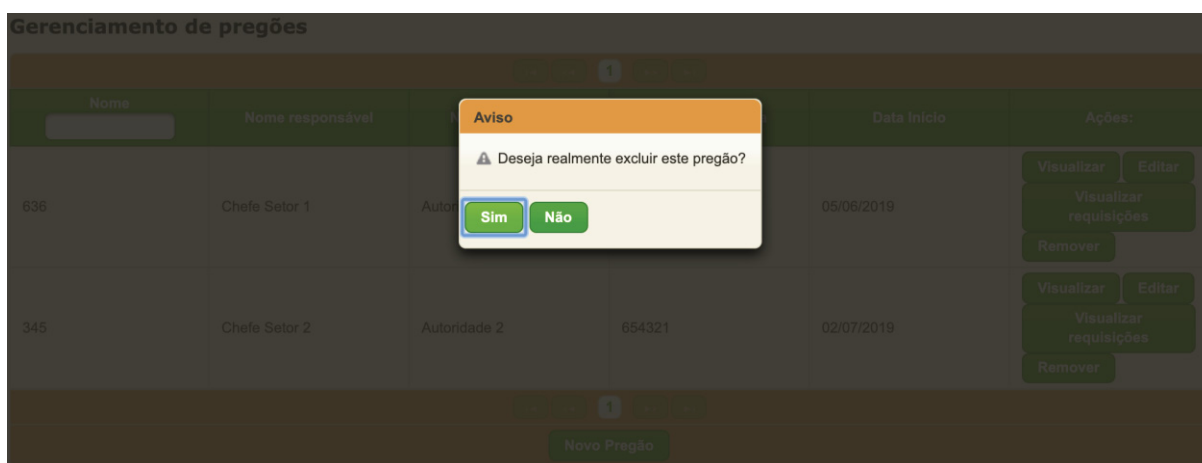 Gerenciamento de pregões
1
Nome
Nome responsável
Data Início
Ações:
Aviso
Deseja realmente excluir este pregão?
Sim
Não
636
Chefe Setor 1
05/06/2019
Visualizar
Editar
Visualizar
requisições
Remover
345
Chefe Setor 2
Autoridade 2
654321
02/07/2019
Visualizar
Editar
Visualizar
requisições
Remover
1
Novo Pregão